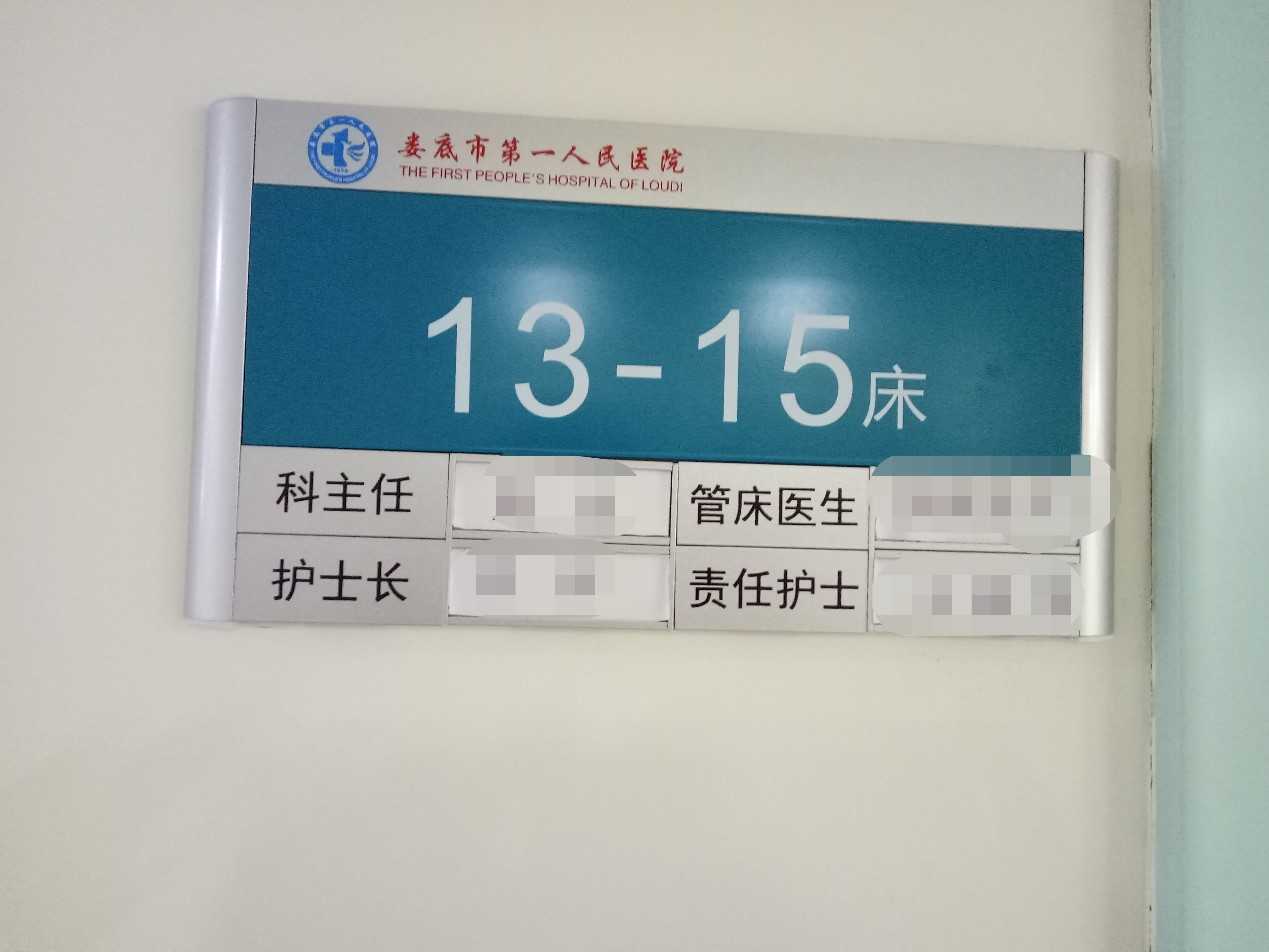 娄底市第一人民医院
THE FIRST PEOPLE'S HOSPITAL OF LOUDI
13-15床
科主任 管床医生
护士长 责任护士